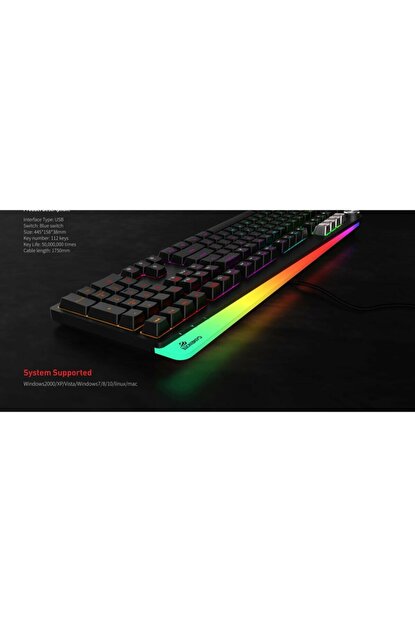 Interface Type: USB
Switch: Blue switch
Size: 445*158*38mm
Key number: 112 keys
Key Life: 50,000,000 times
Cable length: 1750mm
System Supported
Windows2000/XP/Vista/Windows7/8/10/linux/mac